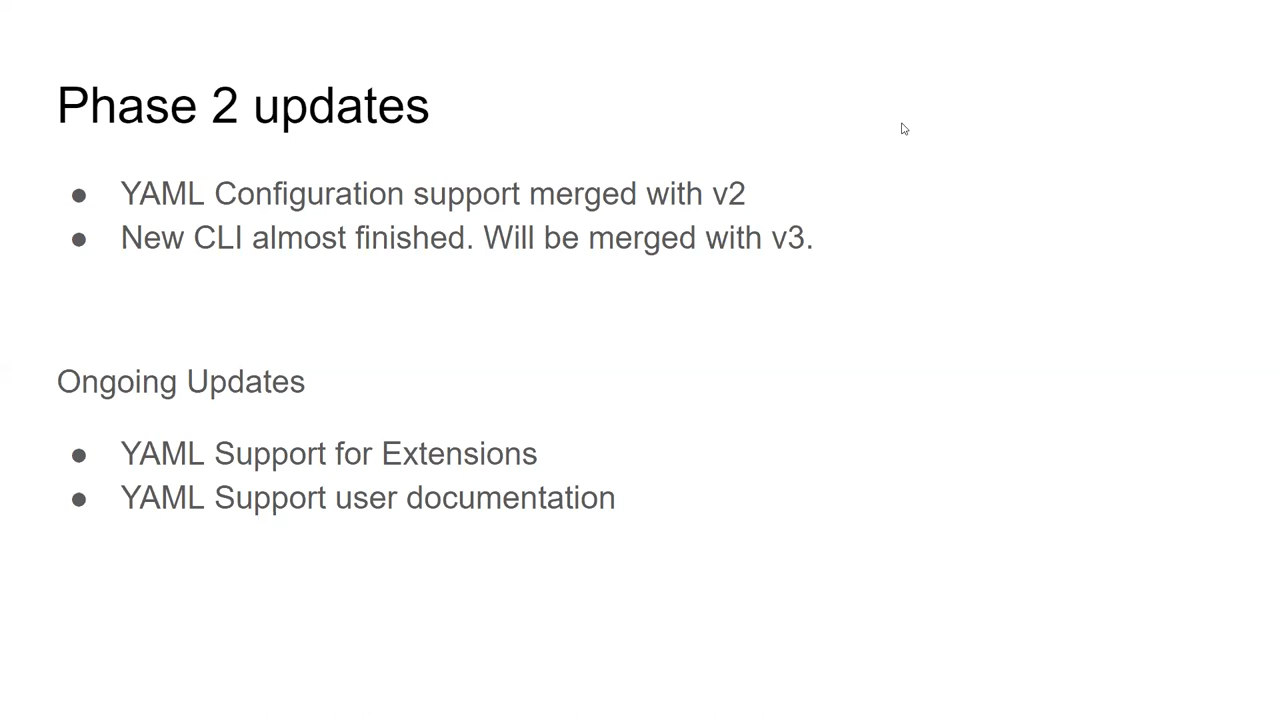 Phase 2 updates
● YAML Configuration support merged with v2
● New CLI almost finished. Will be merged with v3.
Ongoing Updates
● YAML Support for Extensions
● YAML Support user documentation